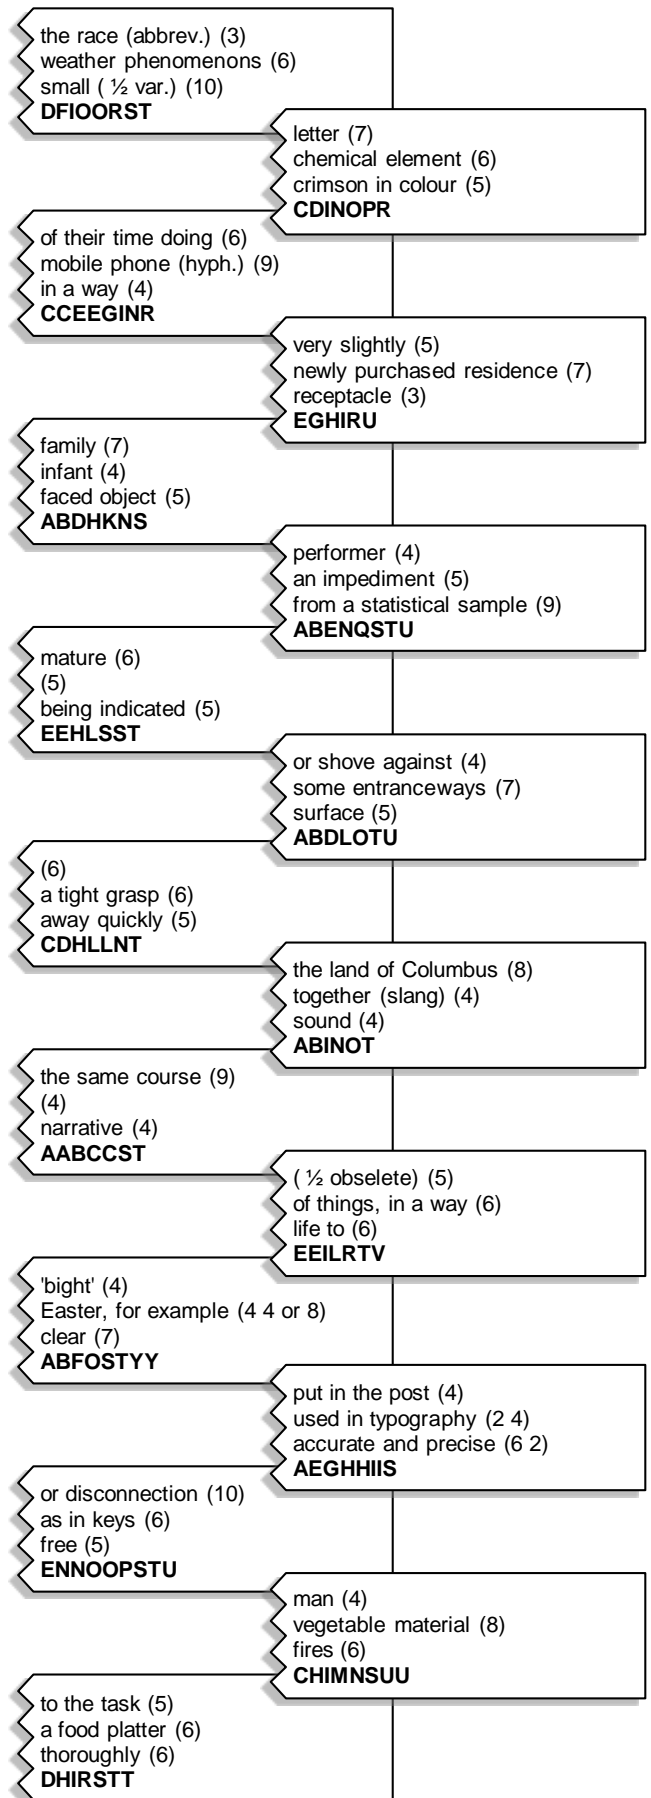 the race (abbrev.) (3)
weather phenomenons (6)
small ( ½ var.) (10)
DFIOORST
letter (7)
chemical element (6)
crimson in colour (5)
CDINOPR
of their time doing (6)
mobile phone (hyph.) (9)
in a way (4)
CCEEGINR
very slightly (5)
newly purchased residence (7)
receptacle (3)
EGHIRU
family (7)
infant (4)
faced object (5)
ABDHKNS
performer (4)
an impediment (5)
from a statistical sample (9)
ABENQSTU
mature (6)
(5)
being indicated (5)
EEHLSST
or shove against (4)
some entranceways (7)
surface (5)
ABDLOTU
(6)
a tight grasp (6)
away quickly (5)
CDHLLNT
the land of Columbus (8)
together (slang) (4)
sound (4)
ABINOT
the same course (9)
(4)
narrative (4)
AABCCST
( ½ obselete) (5)
of things, in a way (6)
life to (6)
EEILRTV
'bight' (4)
Easter, for example (4 4 or 8)
clear (7)
ABFOSTYY
put in the post (4)
used in typography (2 4)
accurate and precise (6 2)
AEGHHIIS
or disconnection (10)
as in keys (6)
free (5)
ENNOOPSTU
man (4)
vegetable material (8)
fires (6)
CHIMNSUU
to the task (5)
a food platter (6)
thoroughly (6)
DHIRSTT